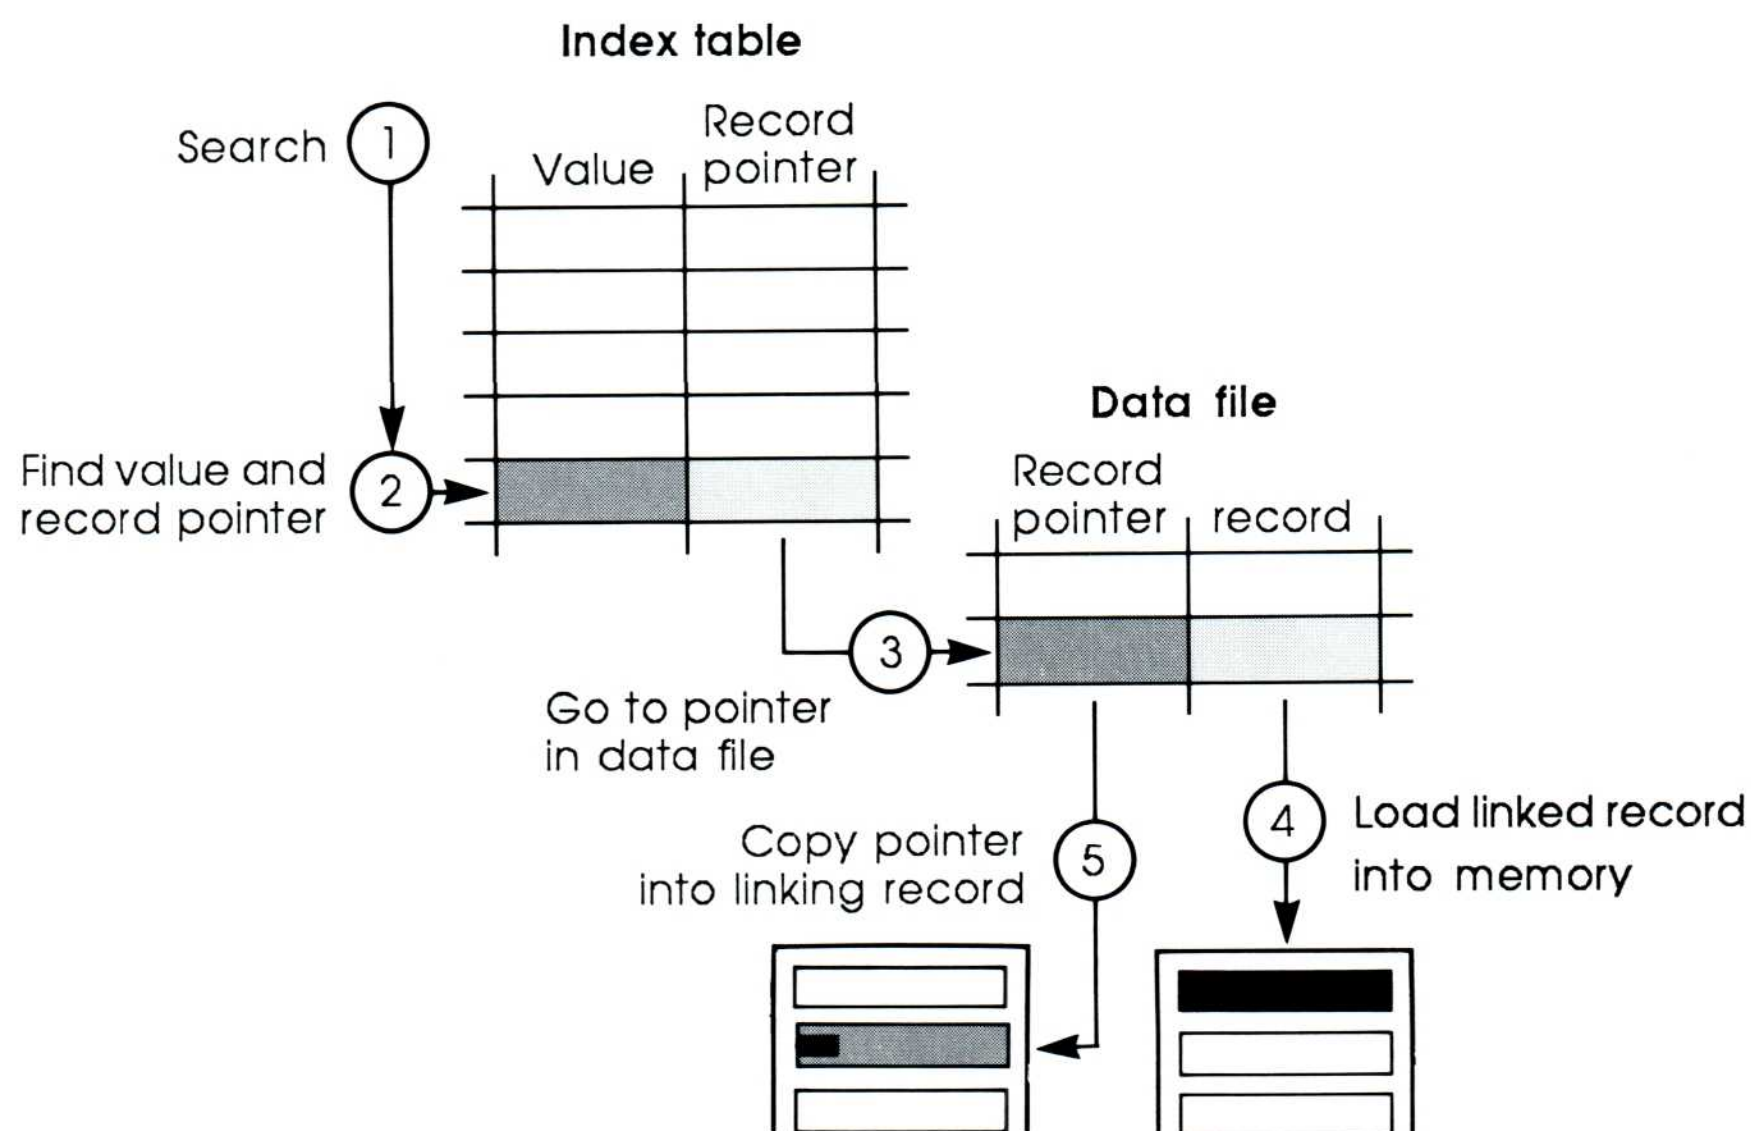 Index table
Search 1
Value
Record
pointer
Find value and
record pointer
2
Data file
Record
pointer
record
3
Go to pointer
in data file
4
Load linked record
into memory
Copy pointer
into linking record
5